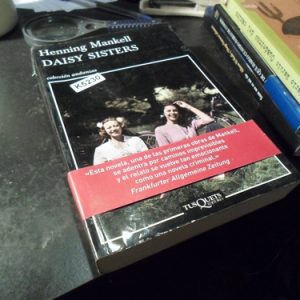 Henning Mankell
DAISY SISTERS
colección andanzas
K5230
«Esta novela, una de las primeras obras de Mankell,
se adentra por caminos imprevisibles
y el relato se vuelve tan emocionante
como una novela criminal.»
Frankfurter Allgemeine Zeitung
TUSQUETS